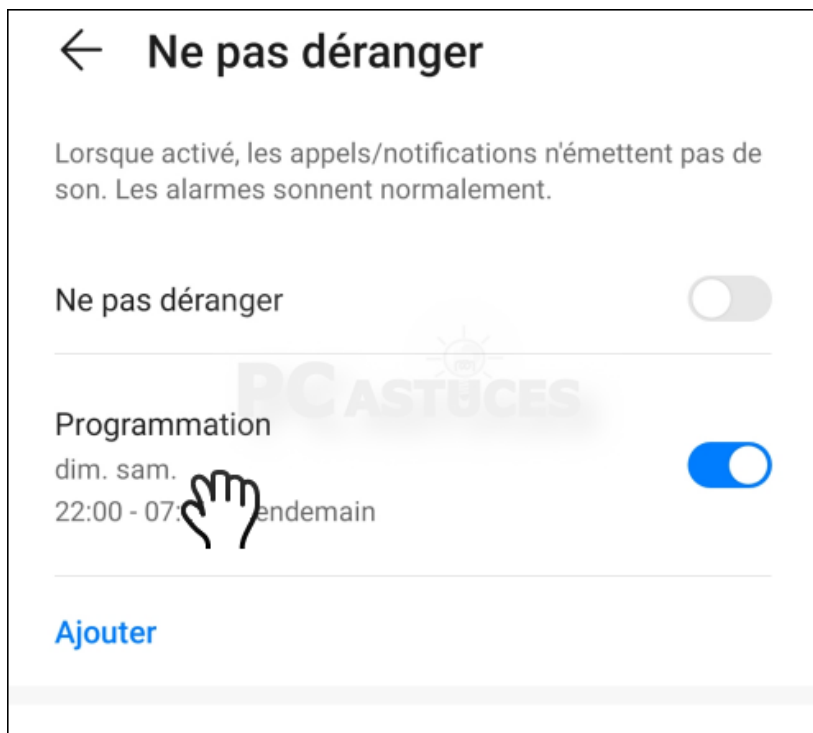 Ne pas déranger
Lorsque activé, les appels/notifications n'émettent pas de
son. Les alarmes sonnent normalement.
Ne pas déranger
PC ASTUCES
Programmation
dim. sam.
22:00 - 07: endemain
Ajouter